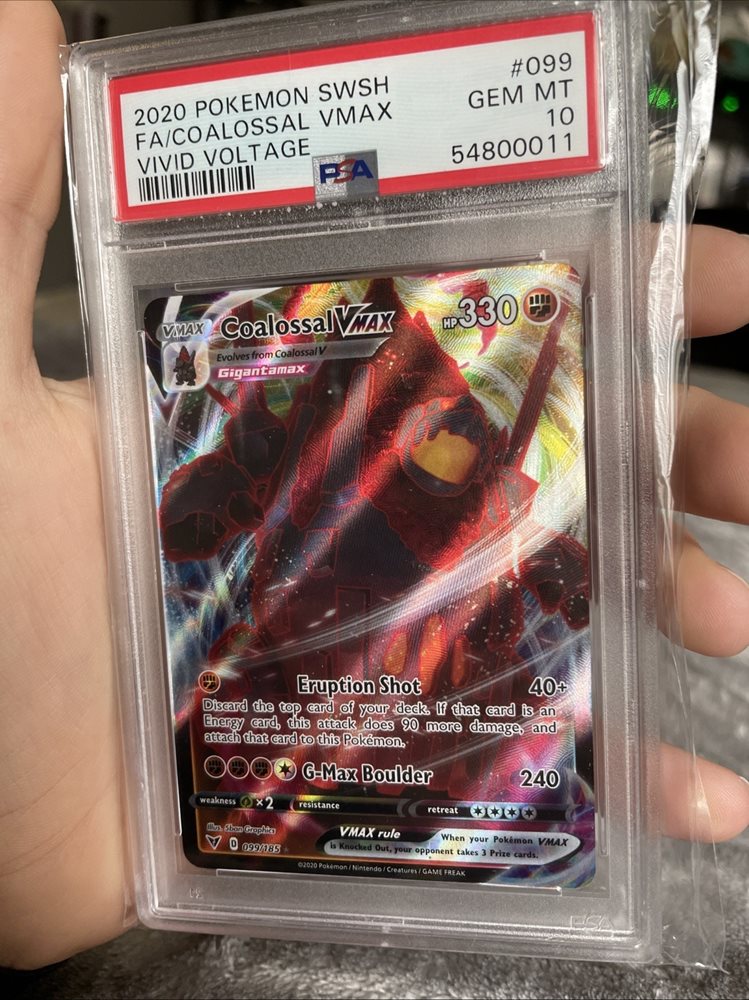 2020 POKEMON SWSH #099
FA/COALOSSAL VMAX GEM MT
VIVID VOLTAGE 10
54800011
PSA
VMAX Coalossal VMAX HP 330
Evolves from Coalossal V
Gigantamax
Eruption Shot 40+
Discard the top card of your deck. If that card is an
Energy card, this attack does 90 more damage, and
attach that card to this Pokémon.
G-Max Boulder 240
weakness ×2 resistance retreat
Illus. 5ban Graphics
D 099/185
VMAX rule When your Pokémon VMAX
is Knocked Out, your opponent takes 3 Prize cards.
©2020 Pokémon / Nintendo / Creatures / GAME FREAK
PSA